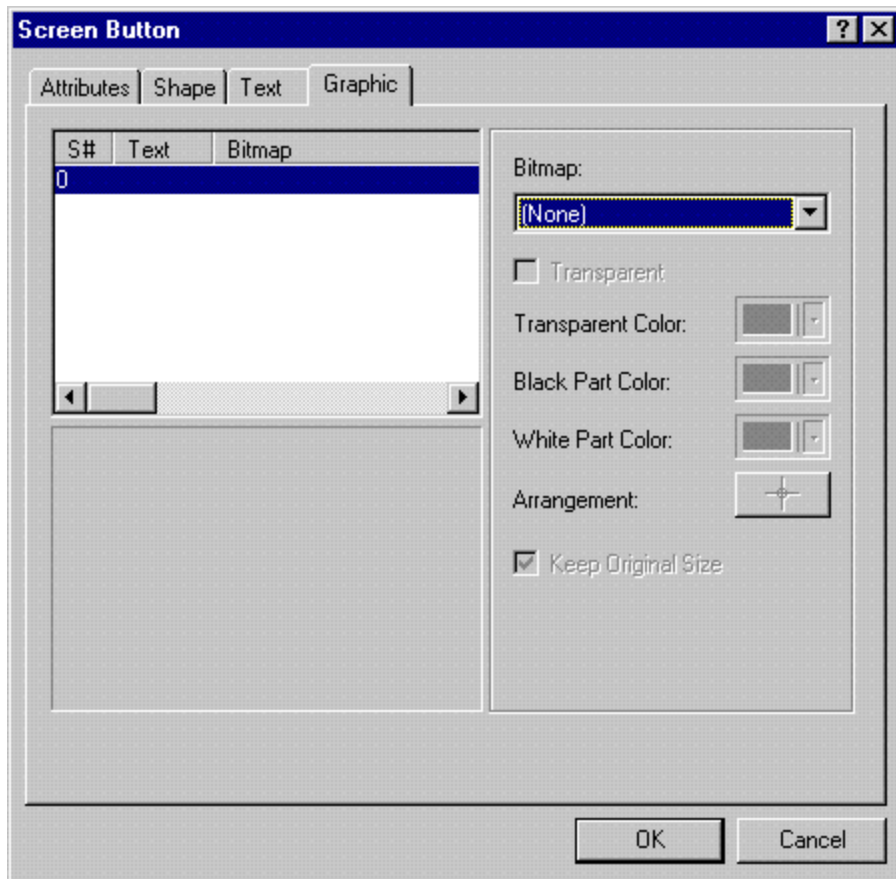 Screen Button
Attributes Shape Text Graphic
S# Text Bitmap
0
Bitmap:
(None)
Transparent
Transparent Color:
Black Part Color:
White Part Color:
Arrangement:
Keep Original Size
OK Cancel